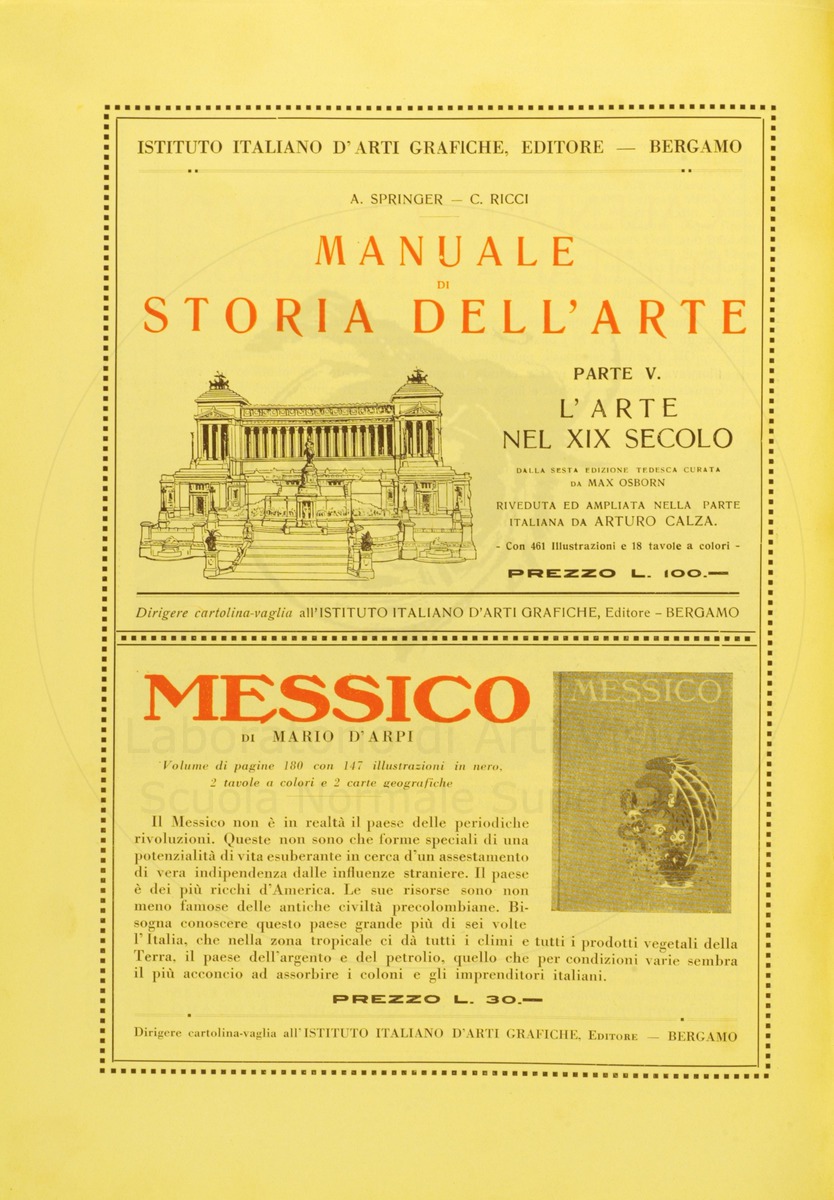 ISTITUTO ITALIANO D'ARTI GRAFICHE, EDITORE — BERGAMO
A. SPRINGER — C. RICCI
MANUALE
DI
STORIA DELL'ARTE
PARTE V.
L'ARTE
NEL XIX SECOLO
DALLA SESTA EDIZIONE TEDESCA CURATA
DA MAX OSBORN
RIVEDUTA ED AMPLIATA NELLA PARTE
ITALIANA DA ARTURO CALZA.
- Con 461 Illustrazioni e 18 tavole a colori -
PREZZO L. 100.—
Dirigere cartolina-vaglia all'ISTITUTO ITALIANO D'ARTI GRAFICHE, Editore - BERGAMO
MESSICO
DI MARIO D'ARPI
Volume di pagine 180 con 147 illustrazioni in nero,
2 tavole a colori e 2 carte geografiche
MESSICO
Il Messico non è in realtà il paese delle periodiche
rivoluzioni. Queste non sono che forme speciali di una
potenzialità di vita esuberante in cerca d'un assestamento
di vera indipendenza dalle influenze straniere. Il paese
è dei più ricchi d'America. Le sue risorse sono non
meno famose delle antiche civiltà precolombiane. Bi-
sogna conoscere questo paese grande più di sei volte
l'Italia, che nella zona tropicale ci dà tutti i climi e tutti i prodotti vegetali della
Terra, il paese dell'argento e del petrolio, quello che per condizioni varie sembra
il più acconcio ad assorbire i coloni e gli imprenditori italiani.
PREZZO L. 30.—
Dirigere cartolina-vaglia all'ISTITUTO ITALIANO D'ARTI GRAFICHE, EDITORE — BERGAMO